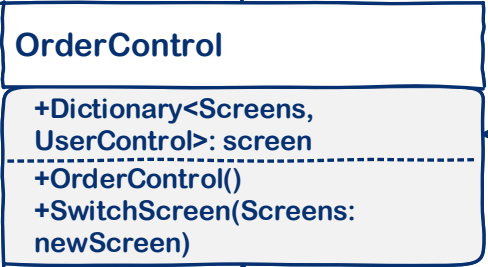 OrderControl
+Dictionary<Screens,
UserControl>: screen
+OrderControl()
+SwitchScreen(Screens:
newScreen)